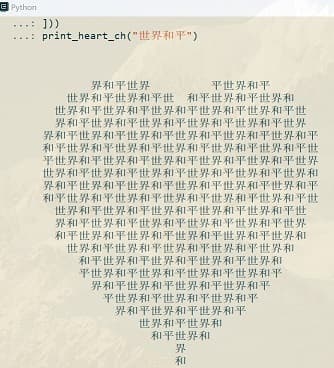 Python
...: ]))
...: print_heart_ch("世界和平")
界和平世界 平世界和平
世界和平世界和平世 和平世界和平世界和
世界和平世界和平世界和平世界和平世界和平世
界和平世界和平世界和平世界和平世界和平世界
界和平世界和平世界和平世界和平世界和平世界和平
和平世界和平世界和平世界和平世界和平世界和平世
平世界和平世界和平世界和平世界和平世界和平世界
世界和平世界和平世界和平世界和平世界和平世界和
界和平世界和平世界和平世界和平世界和平世界和平
和平世界和平世界和平世界和平世界和平世界和平世
世界和平世界和平世界和平世界和平世界和平世
界和平世界和平世界和平世界和平世界和平世界
和平世界和平世界和平世界和平世界和平世界和
世界和平世界和平世界和平世界和平世界和
和平世界和平世界和平世界和平世界和
平世界和平世界和平世界和平世界和平
界和平世界和平世界和平世界和平
平世界和平世界和平世界和平
界和平世界和平世界和平
世界和平世界和
和平世界和
界
和